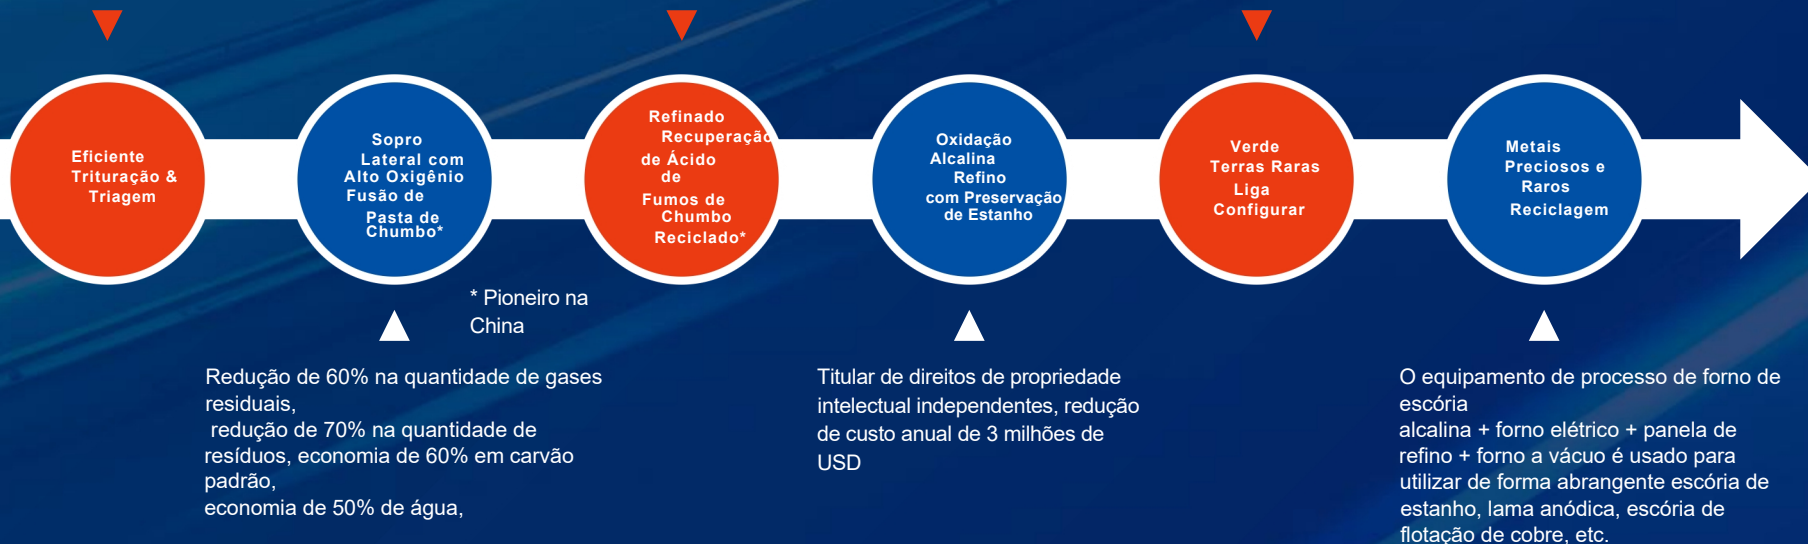 Eficiente
Trituração &
Triagem
Sopro
Lateral com
Alto Oxigênio
Fusão de
Pasta de
Chumbo*
Refinado
Recuperação
de Ácido
de
Fumos de
Chumbo
Reciclado*
Oxidação
Alcalina
Refino
com Preservação
de Estanho
Verde
Terras Raras
Liga
Configurar
Metais
Preciosos e
Raros
Reciclagem
* Pioneiro na
China
Redução de 60% na quantidade de gases
residuais,
redução de 70% na quantidade de
resíduos, economia de 60% em carvão
padrão,
economia de 50% de água,
Titular de direitos de propriedade
intelectual independentes, redução
de custo anual de 3 milhões de
USD
O equipamento de processo de forno de
escória
alcalina + forno elétrico + panela de
refino + forno a vácuo é usado para
utilizar de forma abrangente escória de
estanho, lama anódica, escória de
flotação de cobre, etc.